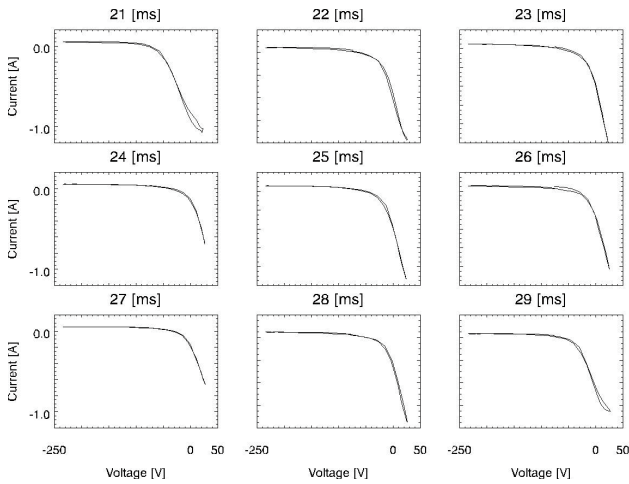 21 [ms] 22 [ms] 23 [ms]
0.0
Current [A]
-1.0
24 [ms] 25 [ms] 26 [ms]
0.0
Current [A]
-1.0
27 [ms] 28 [ms] 29 [ms]
0.0
Current [A]
-1.0
-250 0 50 -250 0 50 -250 0 50
Voltage [V] Voltage [V] Voltage [V]